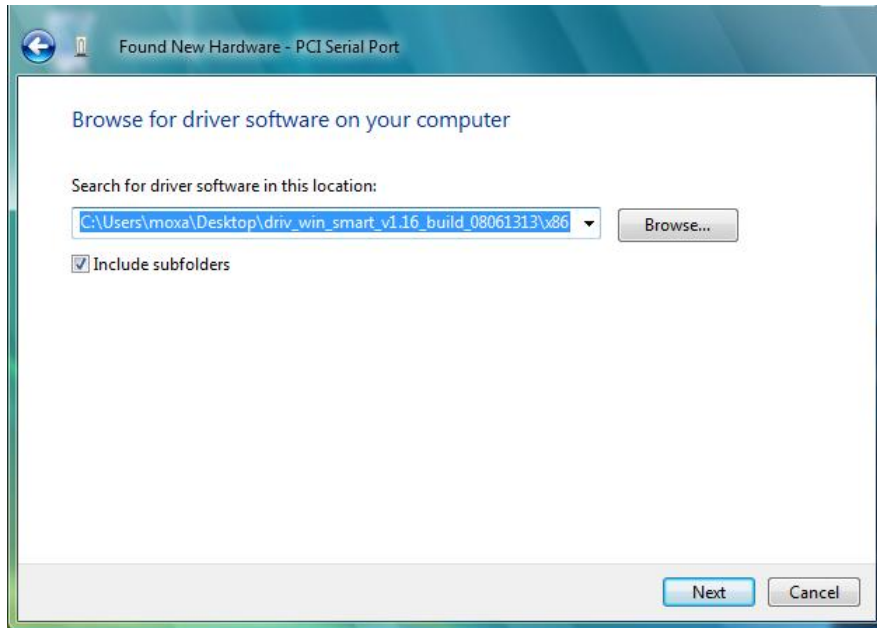 Found New Hardware - PCI Serial Port
Browse for driver software on your computer
Search for driver software in this location:
C:\Users\moxa\Desktop\driv_win_smart_v1.16_build_08061313\x86
Browse...
Include subfolders
Next
Cancel